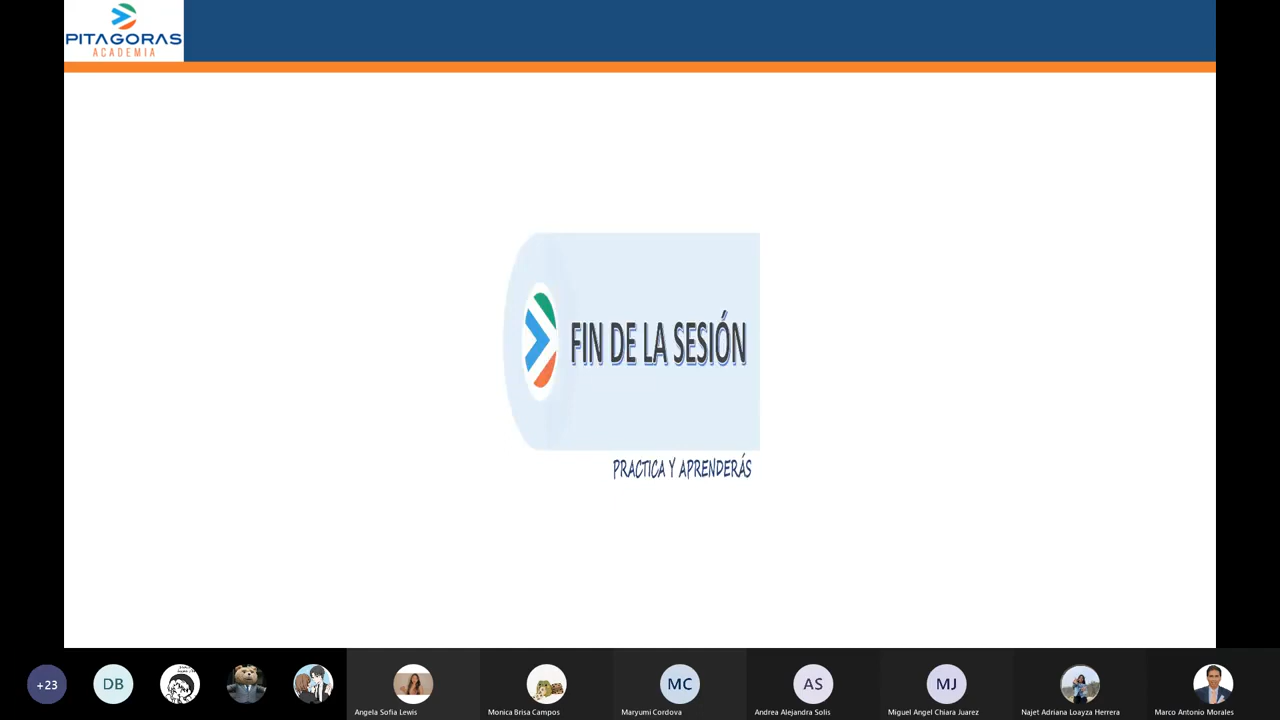 PITAGORAS
ACADEMIA
FIN DE LA SESIÓN
PRACTICA Y APRENDERÁS
+23
DB
MC
AS
MJ
Angela Sofia Lewis
Monica Brisa Campos
Maryumi Cordova
Andrea Alejandra Solis
Miguel Angel Chiara Juarez
Najet Adriana Loayza Herrera
Marco Antonio Morales